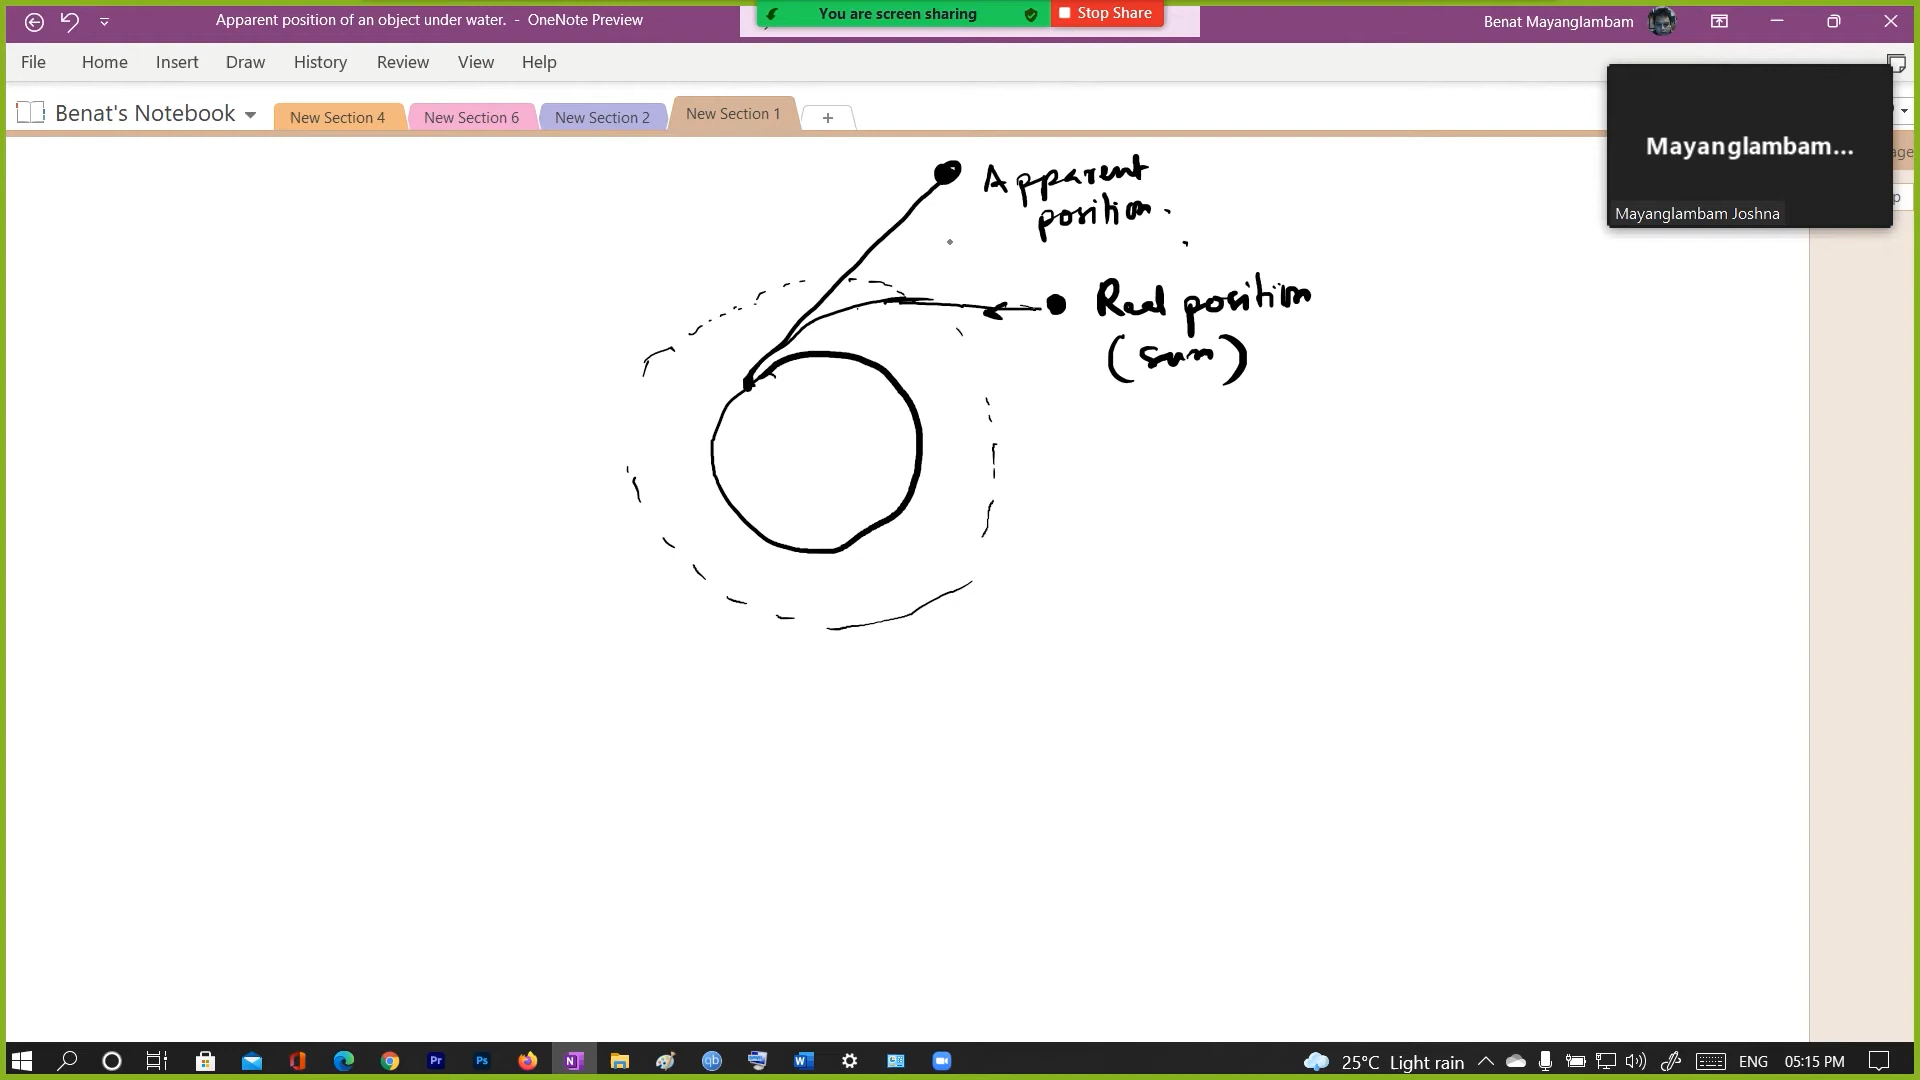 Apparent position of an object under water. - OneNote Preview
You are screen sharing
Stop Share
Benat Mayanglambam
File Home Insert Draw History Review View Help
Benat's Notebook
New Section 4
New Section 6
New Section 2
New Section 1
+
age
p
Mayanglambam...
Mayanglambam Joshna
Apparent
position.
Real position
(Sun)
25°C Light rain
ENG
05:15 PM